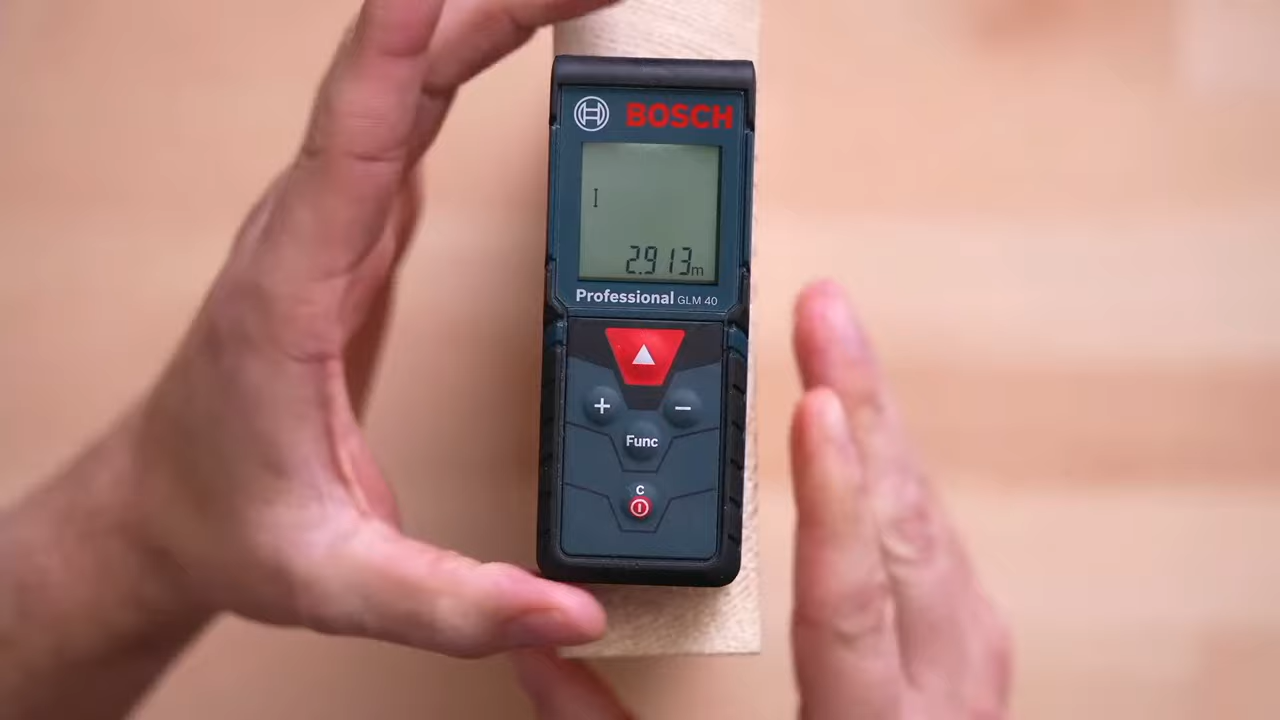 BOSCH
2.913m
Professional GLM 40
+ −
Func
C